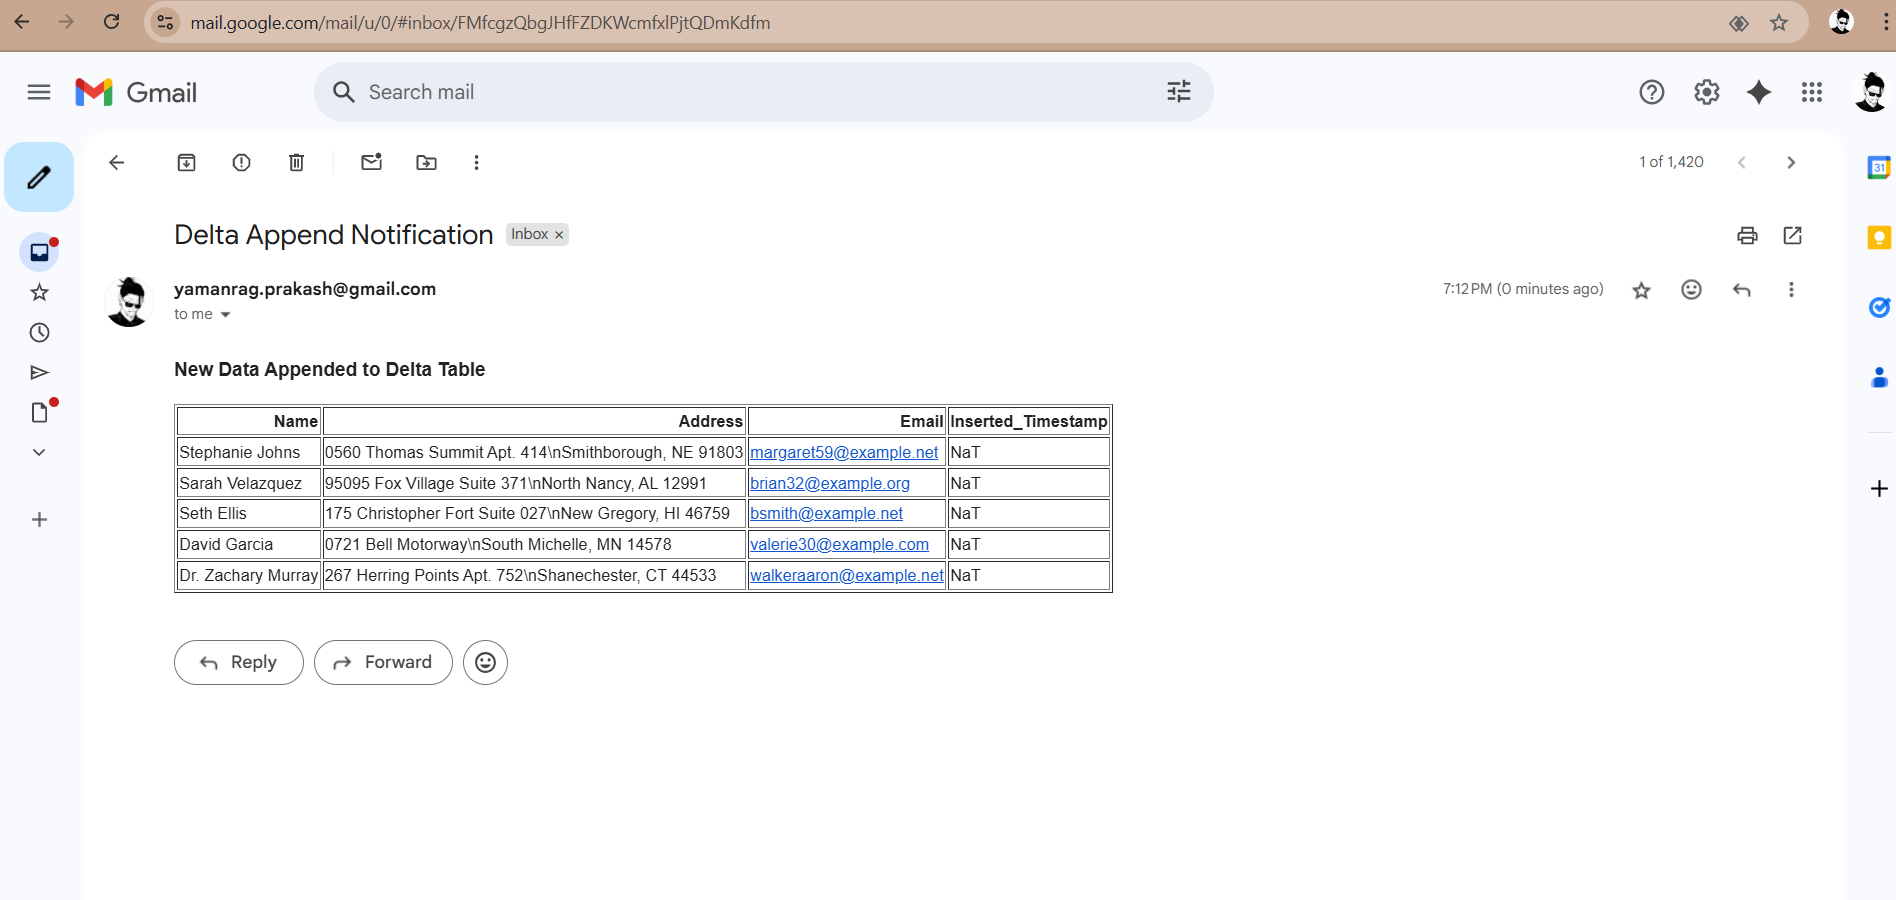 mail.google.com/mail/u/0/#inbox/FMfcgzQbgJHfFZDKWcmfxlPjtQDmKdfm
Gmail
Search mail
1 of 1,420
31
Delta Append Notification Inbox ×
yamanrag.prakash@gmail.com 7:12 PM (0 minutes ago)
to me
New Data Appended to Delta Table
Name Address Email Inserted_Timestamp
Stephanie Johns 0560 Thomas Summit Apt. 414\nSmithborough, NE 91803 margaret59@example.net NaT
Sarah Velazquez 95095 Fox Village Suite 371\nNorth Nancy, AL 12991 brian32@example.org NaT
Seth Ellis 175 Christopher Fort Suite 027\nNew Gregory, HI 46759 bsmith@example.net NaT
David Garcia 0721 Bell Motorway\nSouth Michelle, MN 14578 valerie30@example.com NaT
Dr. Zachary Murray 267 Herring Points Apt. 752\nShanechester, CT 44533 walkeraaron@example.net NaT
Reply Forward